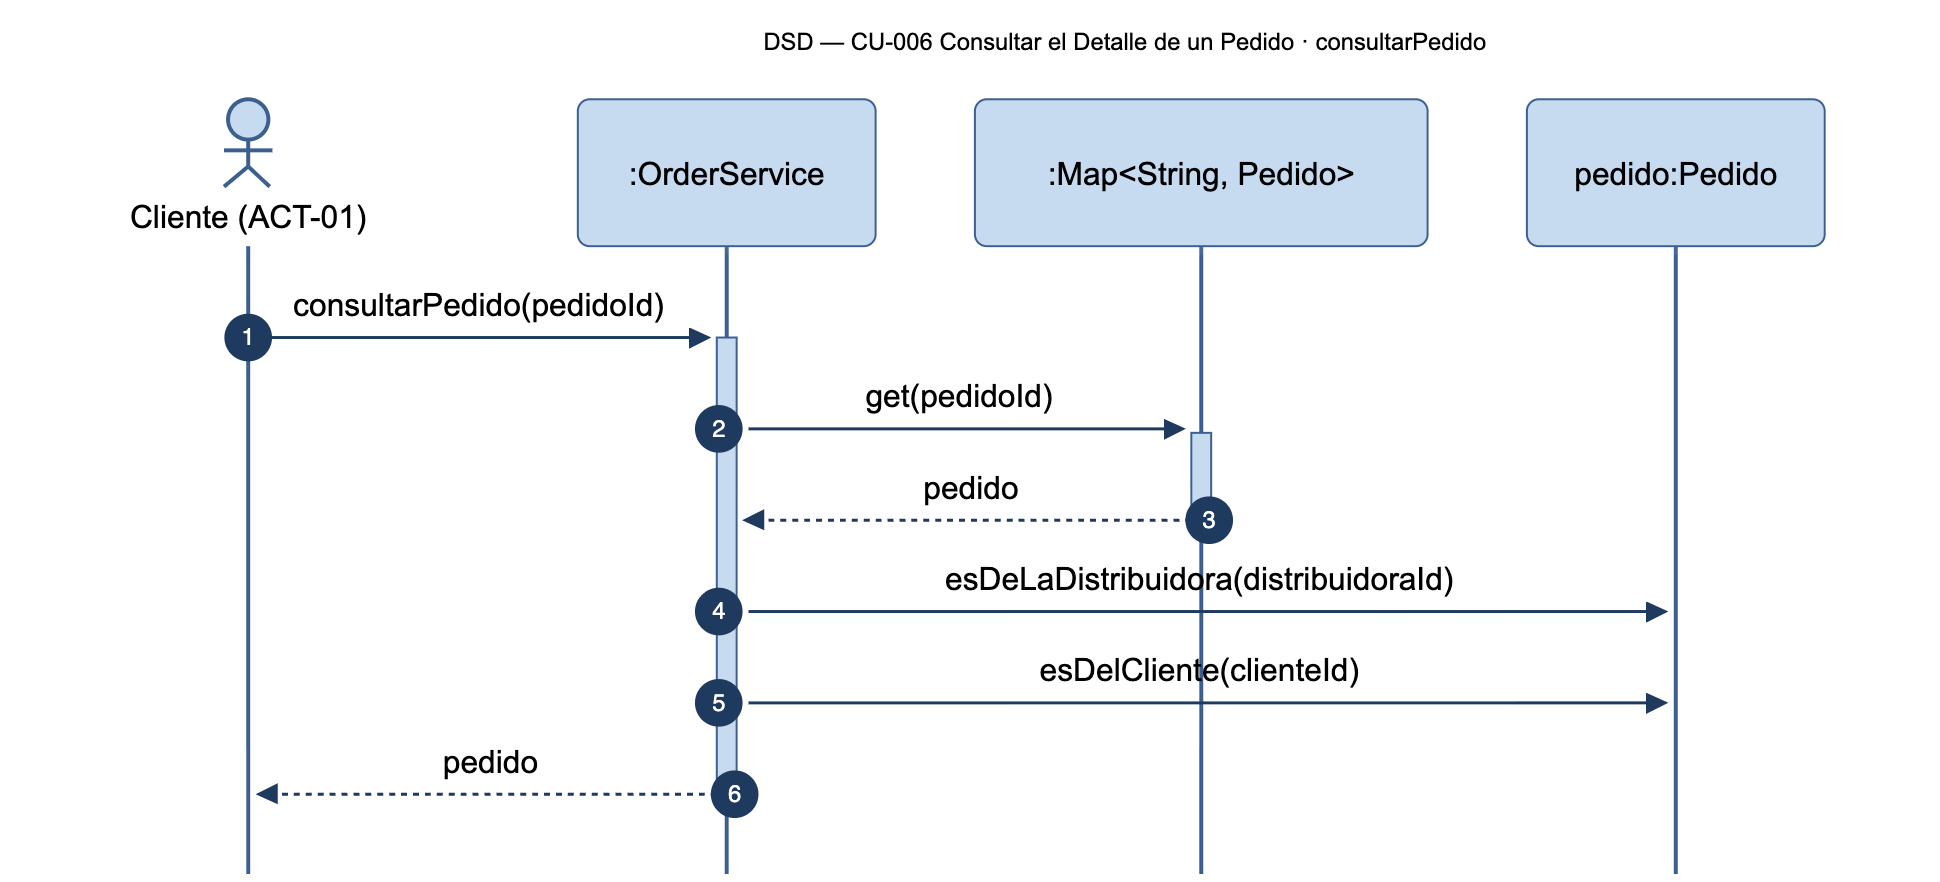 DSD — CU-006 Consultar el Detalle de un Pedido · consultarPedido
Cliente (ACT-01)
:OrderService
:Map<String, Pedido>
pedido:Pedido
consultarPedido(pedidoId)
1
get(pedidoId)
2
pedido
3
esDeLaDistribuidora(distribuidoraId)
4
esDelCliente(clienteId)
5
pedido
6